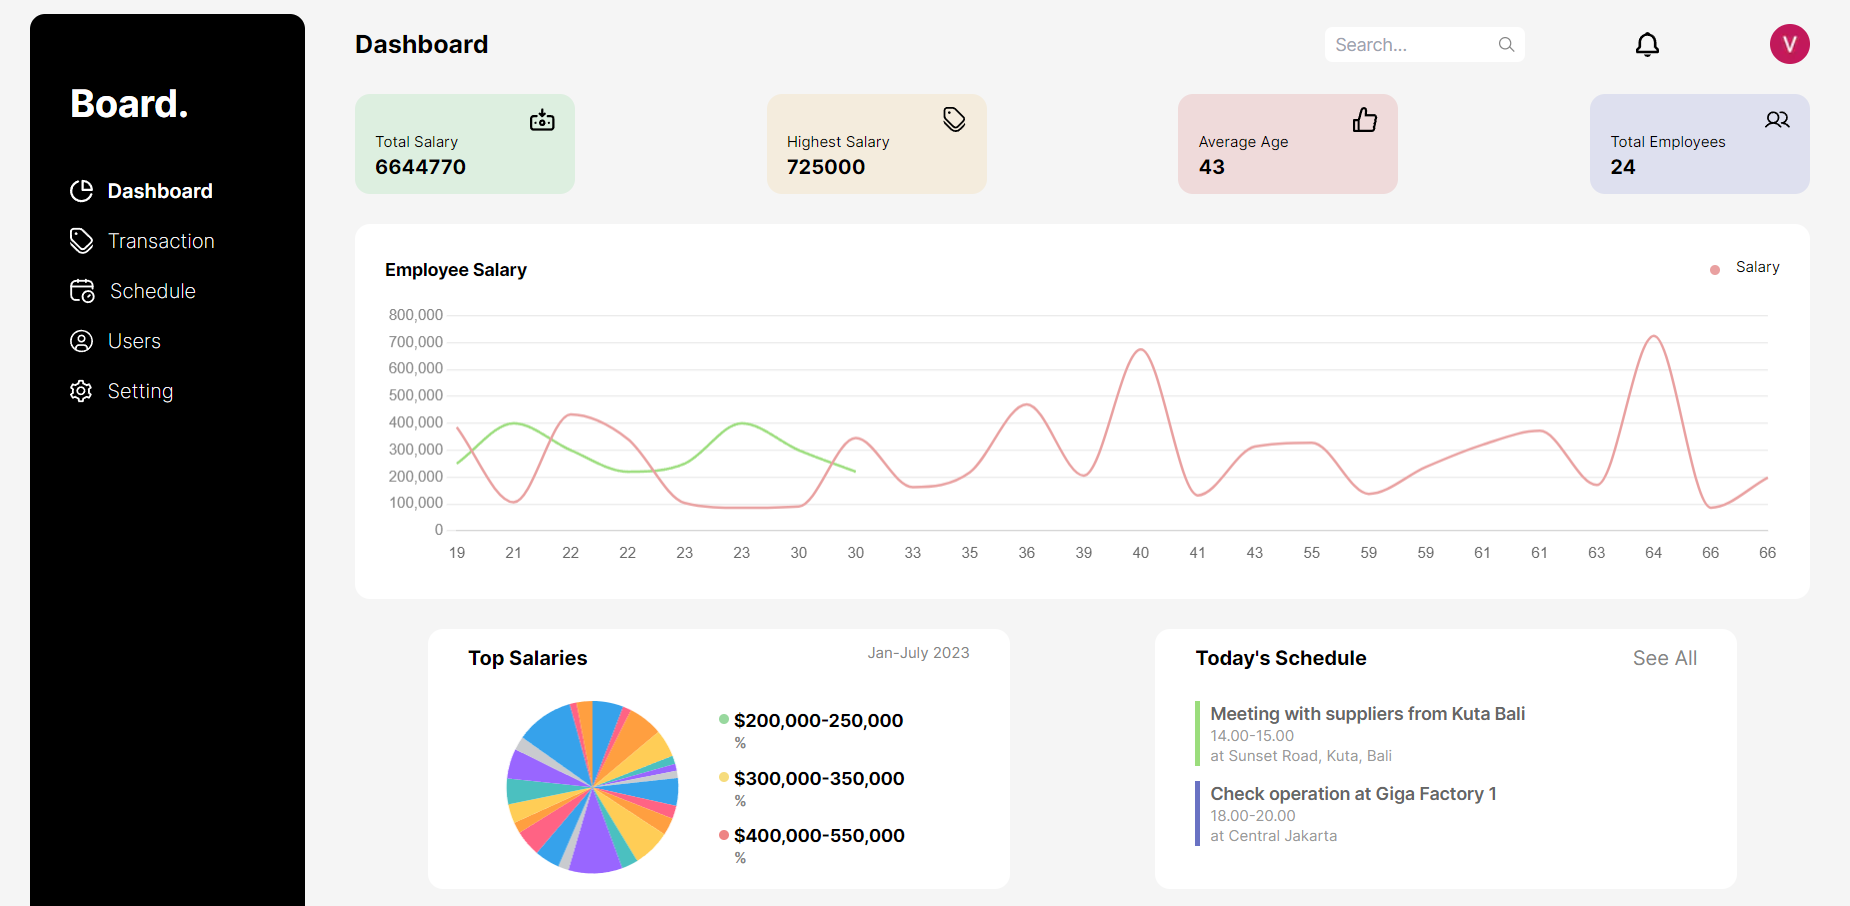 Board.
Dashboard
Transaction
Schedule
Users
Setting
Dashboard
Search...
V
Total Salary
6644770
Highest Salary
725000
Average Age
43
Total Employees
24
Employee Salary
Salary
800,000
700,000
600,000
500,000
400,000
300,000
200,000
100,000
0
19 21 22 22 23 23 30 30 33 35 36 39 40 41 43 55 59 59 61 61 63 64 66 66
Top Salaries
Jan-July 2023
$200,000-250,000
%
$300,000-350,000
%
$400,000-550,000
%
Today's Schedule
See All
Meeting with suppliers from Kuta Bali
14.00-15.00
at Sunset Road, Kuta, Bali
Check operation at Giga Factory 1
18.00-20.00
at Central Jakarta